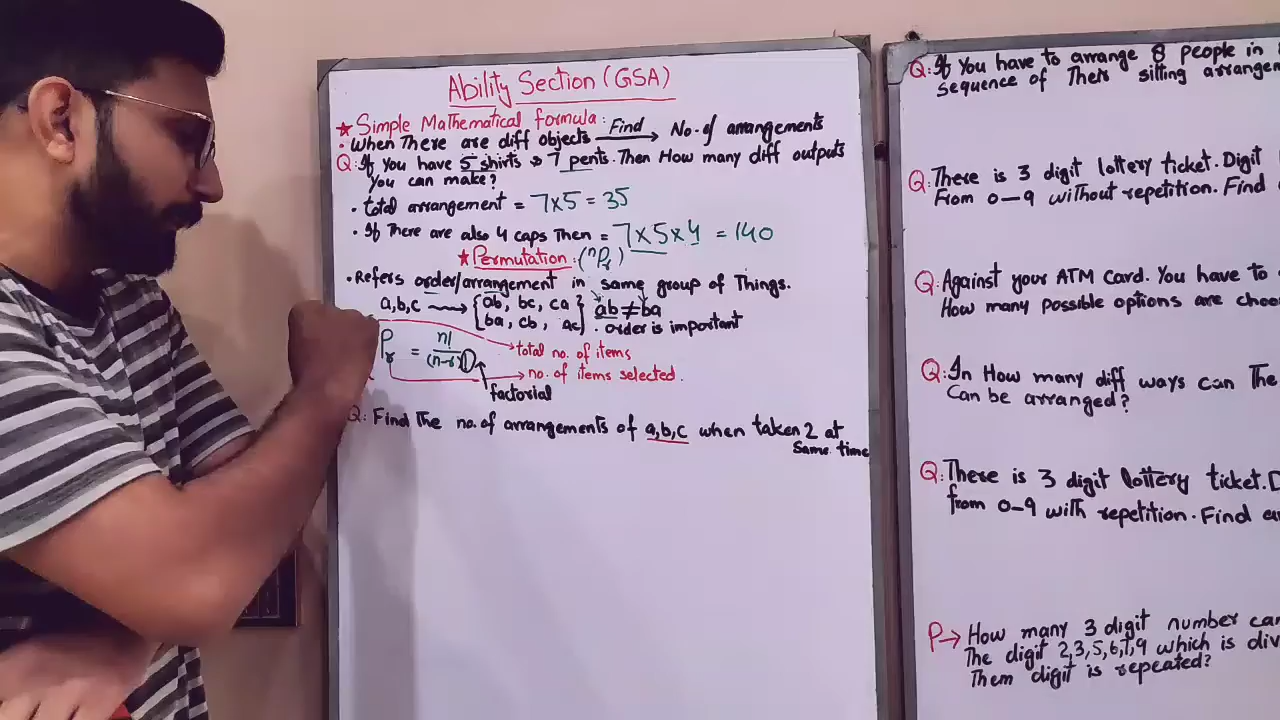 Ability Section (GSA)
★ Simple Mathematical formula:
• When There are diff objects Find → No. of arrangements
Q: If You have 5 shirts & 7 pents. Then How many diff outputs
You can make?
• total arrangement = 7×5 = 35
• If There are also 4 caps Then = 7×5×4 = 140
★ Permutation: (ⁿPᵣ)
• Refers order/arrangement in same group of Things.
a,b,c → {ab, bc, ca} ab ≠ ba
ba, cb, ac . order is important
Pᵣ = n!/(n-r)! → total no. of items
→ no. of items selected.
factorial
Q: Find The no. of arrangements of a,b,c when taken 2 at
Same time
Q: If You have to arrange 8 people in
Sequence of Their sitting
Q: There is 3 digit lottery ticket. Digit
From 0–9 without repetition. Find
Q: Against your ATM Card. You have to
How many possible options are
Q: In How many diff ways can The
Can be arranged?
Q: There is 3 digit lottery ticket.
from 0–9 with repetition. Find
P→ How many 3 digit number can
The digit 2,3,5,6,7,9 which is
Them digit is repeated?